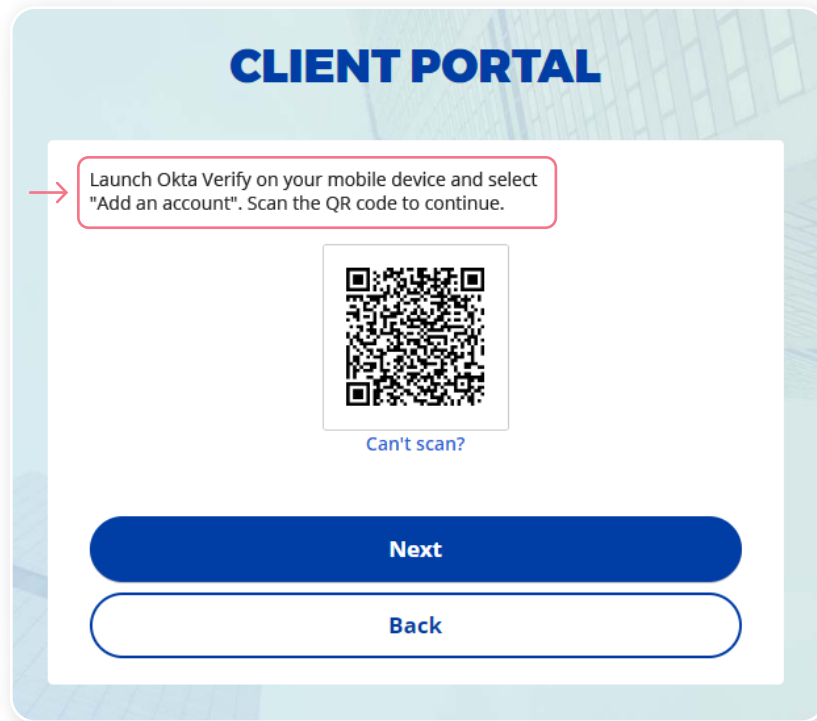 CLIENT PORTAL
Launch Okta Verify on your mobile device and select
"Add an account". Scan the QR code to continue.
Can't scan?
Next
Back